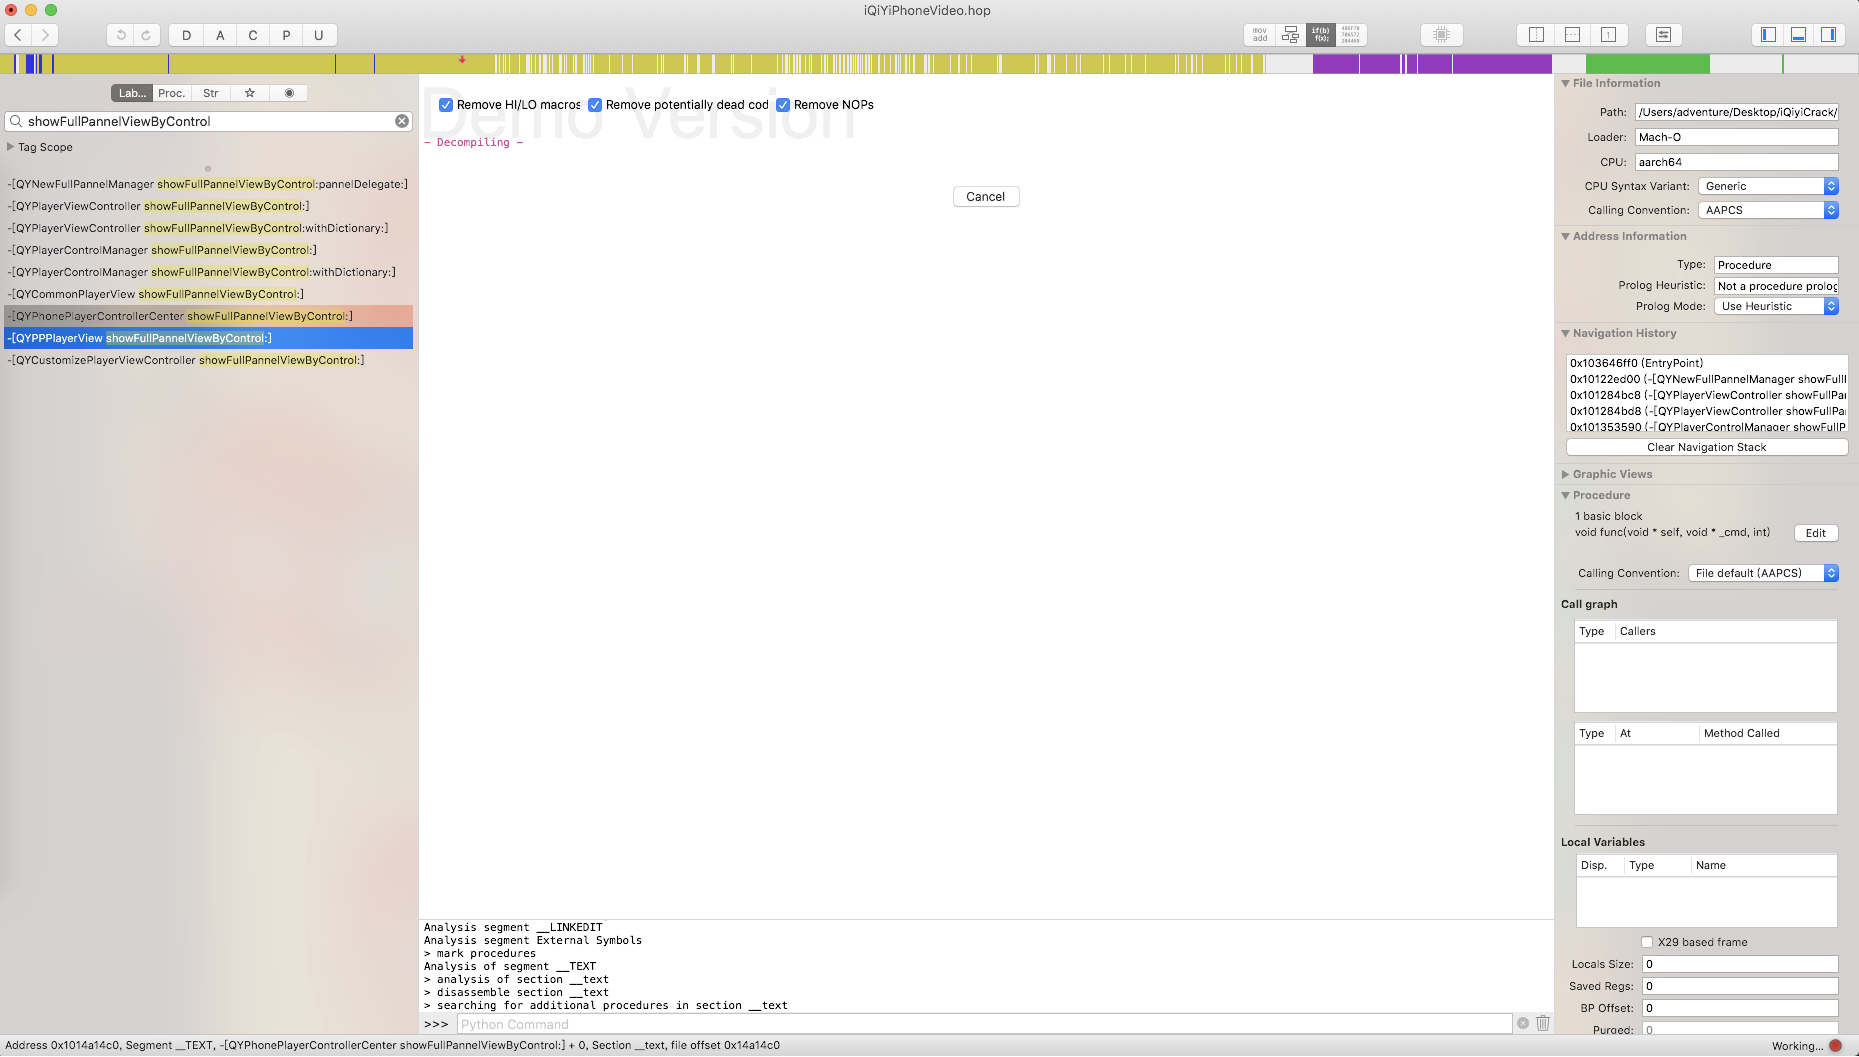 iQiYiPhoneVideo.hop
D A C P U
mov
add
if(b)
f(x);
Lab... Proc. Str
showFullPannelViewByControl
Tag Scope
-[QYNewFullPannelManager showFullPannelViewByControl:pannelDelegate:]
-[QYPlayerViewController showFullPannelViewByControl:]
-[QYPlayerViewController showFullPannelViewByControl:withDictionary:]
-[QYPlayerControlManager showFullPannelViewByControl:]
-[QYPlayerControlManager showFullPannelViewByControl:withDictionary:]
-[QYCommonPlayerView showFullPannelViewByControl:]
-[QYPhonePlayerControllerCenter showFullPannelViewByControl:]
-[QYPPPlayerView showFullPannelViewByControl:]
-[QYCustomizePlayerViewController showFullPannelViewByControl:]
Demo Version
Remove HI/LO macros Remove potentially dead cod Remove NOPs
- Decompiling -
Cancel
Analysis segment __LINKEDIT
Analysis segment External Symbols
> mark procedures
Analysis of segment __TEXT
> analysis of section __text
> disassemble section __text
> searching for additional procedures in section __text
>>> Python Command
File Information
Path: /Users/adventure/Desktop/iQiyiCrack/
Loader: Mach-O
CPU: aarch64
CPU Syntax Variant: Generic
Calling Convention: AAPCS
Address Information
Type: Procedure
Prolog Heuristic: Not a procedure prolog
Prolog Mode: Use Heuristic
Navigation History
0x103646ff0 (EntryPoint)
0x10122ed00 (-[QYNewFullPannelManager showFull
0x101284bc8 (-[QYPlayerViewController showFullPa
0x101284bd8 (-[QYPlayerViewController showFullPa
0x101353590 (-[QYPlayerControlManager showFullP
Clear Navigation Stack
Graphic Views
Procedure
1 basic block
void func(void * self, void * _cmd, int) Edit
Calling Convention: File default (AAPCS)
Call graph
Type Callers
Type At Method Called
Local Variables
Disp. Type Name
X29 based frame
Locals Size: 0
Saved Regs: 0
BP Offset: 0
Purged: 0
Address 0x1014a14c0, Segment __TEXT, -[QYPhonePlayerControllerCenter showFullPannelViewByControl:] + 0, Section __text, file offset 0x14a14c0
Working...